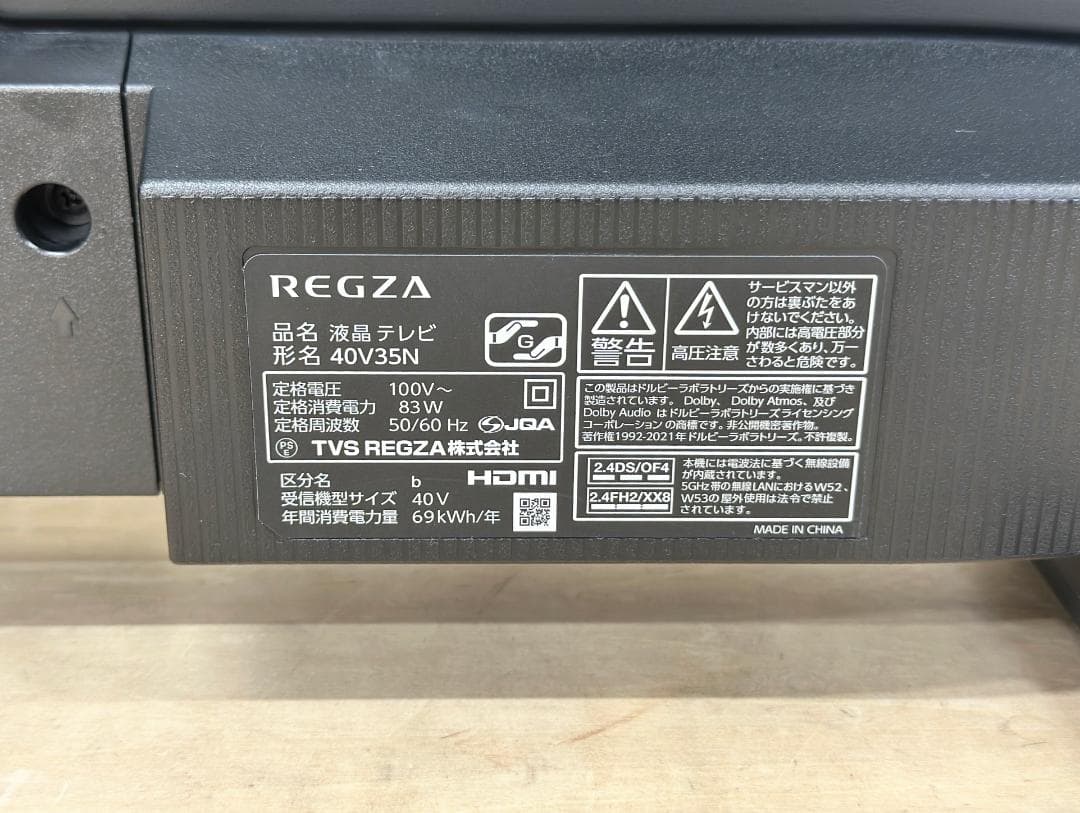 REGZA
品名 液晶テレビ
形名 40V35N
G
定格電圧 100V～
定格消費電力 83W
定格周波数 50/60 Hz JQA
PSE TVS REGZA株式会社
区分名 b HDMI
受信機型サイズ 40V
年間消費電力量 69kWh/年
警告
高圧注意
サービスマン以外
の方は裏ぶたをあ
けないでください。
内部には高電圧部分
が数多くあり、万一
さわると危険です。
この製品はドルビーラボラトリーズからの実施権に基づき
製造されています。Dolby、Dolby Atmos、及び
Dolby Audio はドルビーラボラトリーズライセンシング
コーポレーションの商標です。非公開機密著作物。
著作権1992-2021年ドルビーラボラトリーズ。不許複製。
2.4DS/OF4
2.4FH2/XX8
本機には電波法に基づく無線設備
が内蔵されています。
5GHz帯の無線LANにおけるW52、
W53の屋外使用は法令で禁止
されています。
MADE IN CHINA